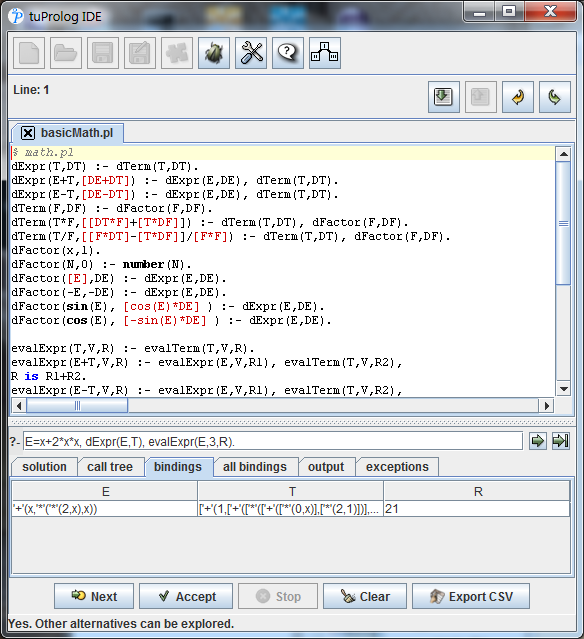 tuProlog IDE
Line: 1
basicMath.pl
% math.pl
dExpr(T,DT) :- dTerm(T,DT).
dExpr(E+T,[DE+DT]) :- dExpr(E,DE), dTerm(T,DT).
dExpr(E-T,[DE-DT]) :- dExpr(E,DE), dTerm(T,DT).
dTerm(F,DF) :- dFactor(F,DF).
dTerm(T*F,[[DT*F]+[T*DF]]) :- dTerm(T,DT), dFactor(F,DF).
dTerm(T/F,[[F*DT]-[T*DF]]/[F*F]) :- dTerm(T,DT), dFactor(F,DF).
dFactor(x,1).
dFactor(N,0) :- number(N).
dFactor([E],DE) :- dExpr(E,DE).
dFactor(-E,-DE) :- dExpr(E,DE).
dFactor(sin(E), [cos(E)*DE] ) :- dExpr(E,DE).
dFactor(cos(E), [-sin(E)*DE] ) :- dExpr(E,DE).
evalExpr(T,V,R) :- evalTerm(T,V,R).
evalExpr(E+T,V,R) :- evalExpr(E,V,R1), evalTerm(T,V,R2),
R is R1+R2.
evalExpr(E-T,V,R) :- evalExpr(E,V,R1), evalTerm(T,V,R2),
?- E=x+2*x*x, dExpr(E,T), evalExpr(E,3,R).
solution call tree bindings all bindings output exceptions
E T R
'+'(x,'*'('*'(2,x),x)) ['+'(1,['+'(['*'(['+'(['*'(0,x)],['*'(2,1)])],... 21
Next Accept Stop Clear Export CSV
Yes. Other alternatives can be explored.